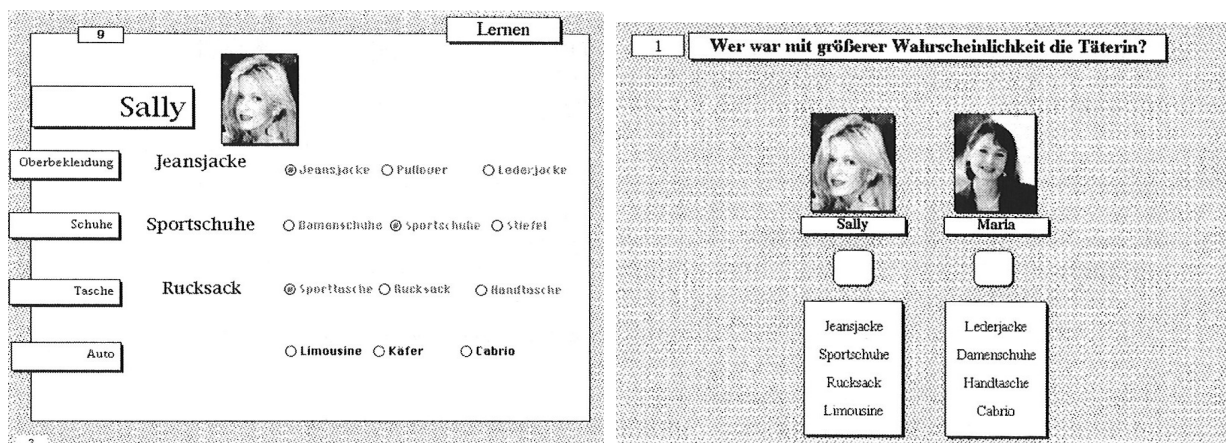 9
Lernen
Sally
Oberbekleidung
Jeansjacke
Jeansjacke Pullover Lederjacke
Schuhe
Sportschuhe
Damenschuhe Sportschuhe Stiefel
Tasche
Rucksack
Sporttasche Rucksack Handtasche
Auto
Limousine Käfer Cabrio
1
Wer war mit größerer Wahrscheinlichkeit die Täterin?
Sally
Maria
Jeansjacke
Sportschuhe
Rucksack
Limousine
Lederjacke
Damenschuhe
Handtasche
Cabrio